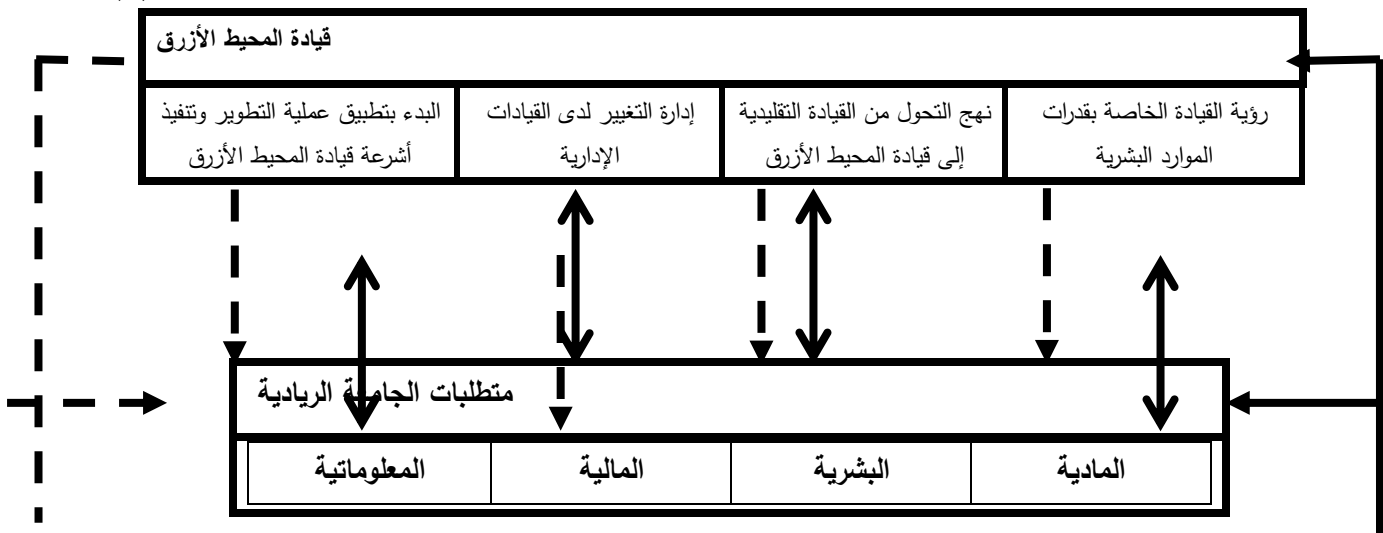 قيادة المحيط الأزرق
رؤية القيادة الخاصة بقدرات
الموارد البشرية
نهج التحول من القيادة التقليدية
إلى قيادة المحيط الأزرق
إدارة التغيير لدى القيادات
الإدارية
البدء بتطبيق عملية التطوير وتنفيذ
أشرعة قيادة المحيط الأزرق
متطلبات الجامعة الريادية
المادية
البشرية
المالية
المعلوماتية